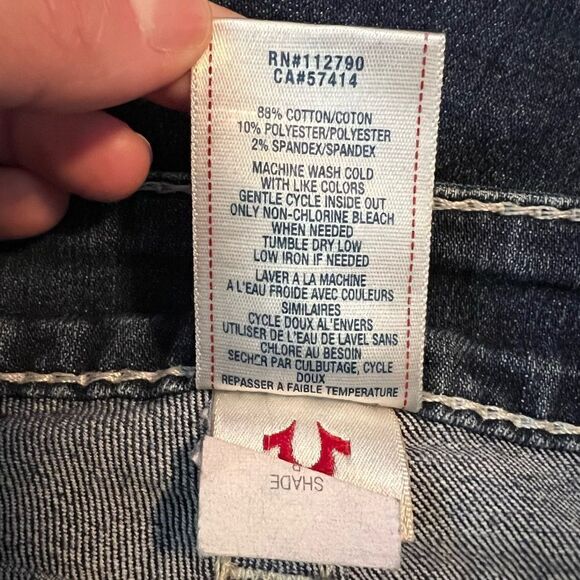 RN#112790
CA#57414
88% COTTON/COTON
10% POLYESTER/POLYESTER
2% SPANDEX/SPANDEX
MACHINE WASH COLD
WITH LIKE COLORS
GENTLE CYCLE INSIDE OUT
ONLY NON-CHLORINE BLEACH
WHEN NEEDED
TUMBLE DRY LOW
LOW IRON IF NEEDED
LAVER A LA MACHINE
A L'EAU FROIDE AVEC COULEURS
SIMILAIRES
CYCLE DOUX AL'ENVERS
UTILISER DE L'EAU DE LAVEL SANS
CHLORE AU BESOIN
SECHER PAR CULBUTAGE, CYCLE
DOUX
REPASSER A FAIBLE TEMPERATURE
SHADE